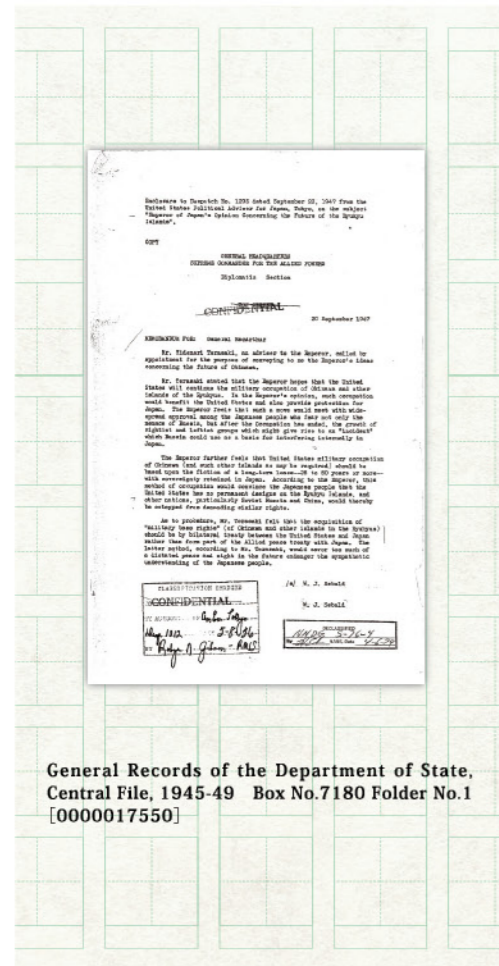 Enclosure to Despatch No. 1293 dated September 22, 1947 from the
United States Political Adviser for Japan, Tokyo, on the subject
"Emperor of Japan's Opinion Concerning the Future of the Ryukyu
Islands".
COPY
GENERAL HEADQUARTERS
SUPREME COMMANDER FOR THE ALLIED POWERS
Diplomatic Section
CONFIDENTIAL
20 September 1947
MEMORANDUM FOR: General MacArthur
Mr. Hidenari Terasaki, an adviser to the Emperor, called by
appointment for the purpose of conveying to me the Emperor's ideas
concerning the future of Okinawa.
Mr. Terasaki stated that the Emperor hopes that the United
States will continue the military occupation of Okinawa and other
islands of the Ryukyus. In the Emperor's opinion, such occupation
would benefit the United States and also provide protection for
Japan. The Emperor feels that such a move would meet with wide-
spread approval among the Japanese people who fear not only the
menace of Russia, but after the Occupation has ended, the growth of
rightist and leftist groups which might give rise to an "incident"
which Russia could use as a basis for interfering internally in
Japan.
The Emperor further feels that United States military occupation
of Okinawa (and such other islands as may be required) should be
based upon the fiction of a long-term lease--25 to 50 years or more--
with sovereignty retained in Japan. According to the Emperor, this
method of occupation would convince the Japanese people that the
United States has no permanent designs on the Ryukyu Islands, and
other nations, particularly Soviet Russia and China, would thereby
be estopped from demanding similar rights.
As to procedure, Mr. Terasaki felt that the acquisition of
"military base rights" (of Okinawa and other islands in the Ryukyus)
should be by bilateral treaty between the United States and Japan
rather than form part of the Allied peace treaty with Japan. The
latter method, according to Mr. Terasaki, would savor too much of
a dictated peace and might in the future endanger the sympathetic
understanding of the Japanese people.
(s) W. J. Sebald
W. J. Sebald
CONFIDENTIAL
DECLASSIFIED
General Records of the Department of State,
Central File, 1945-49 Box No.7180 Folder No.1
[0000017550]